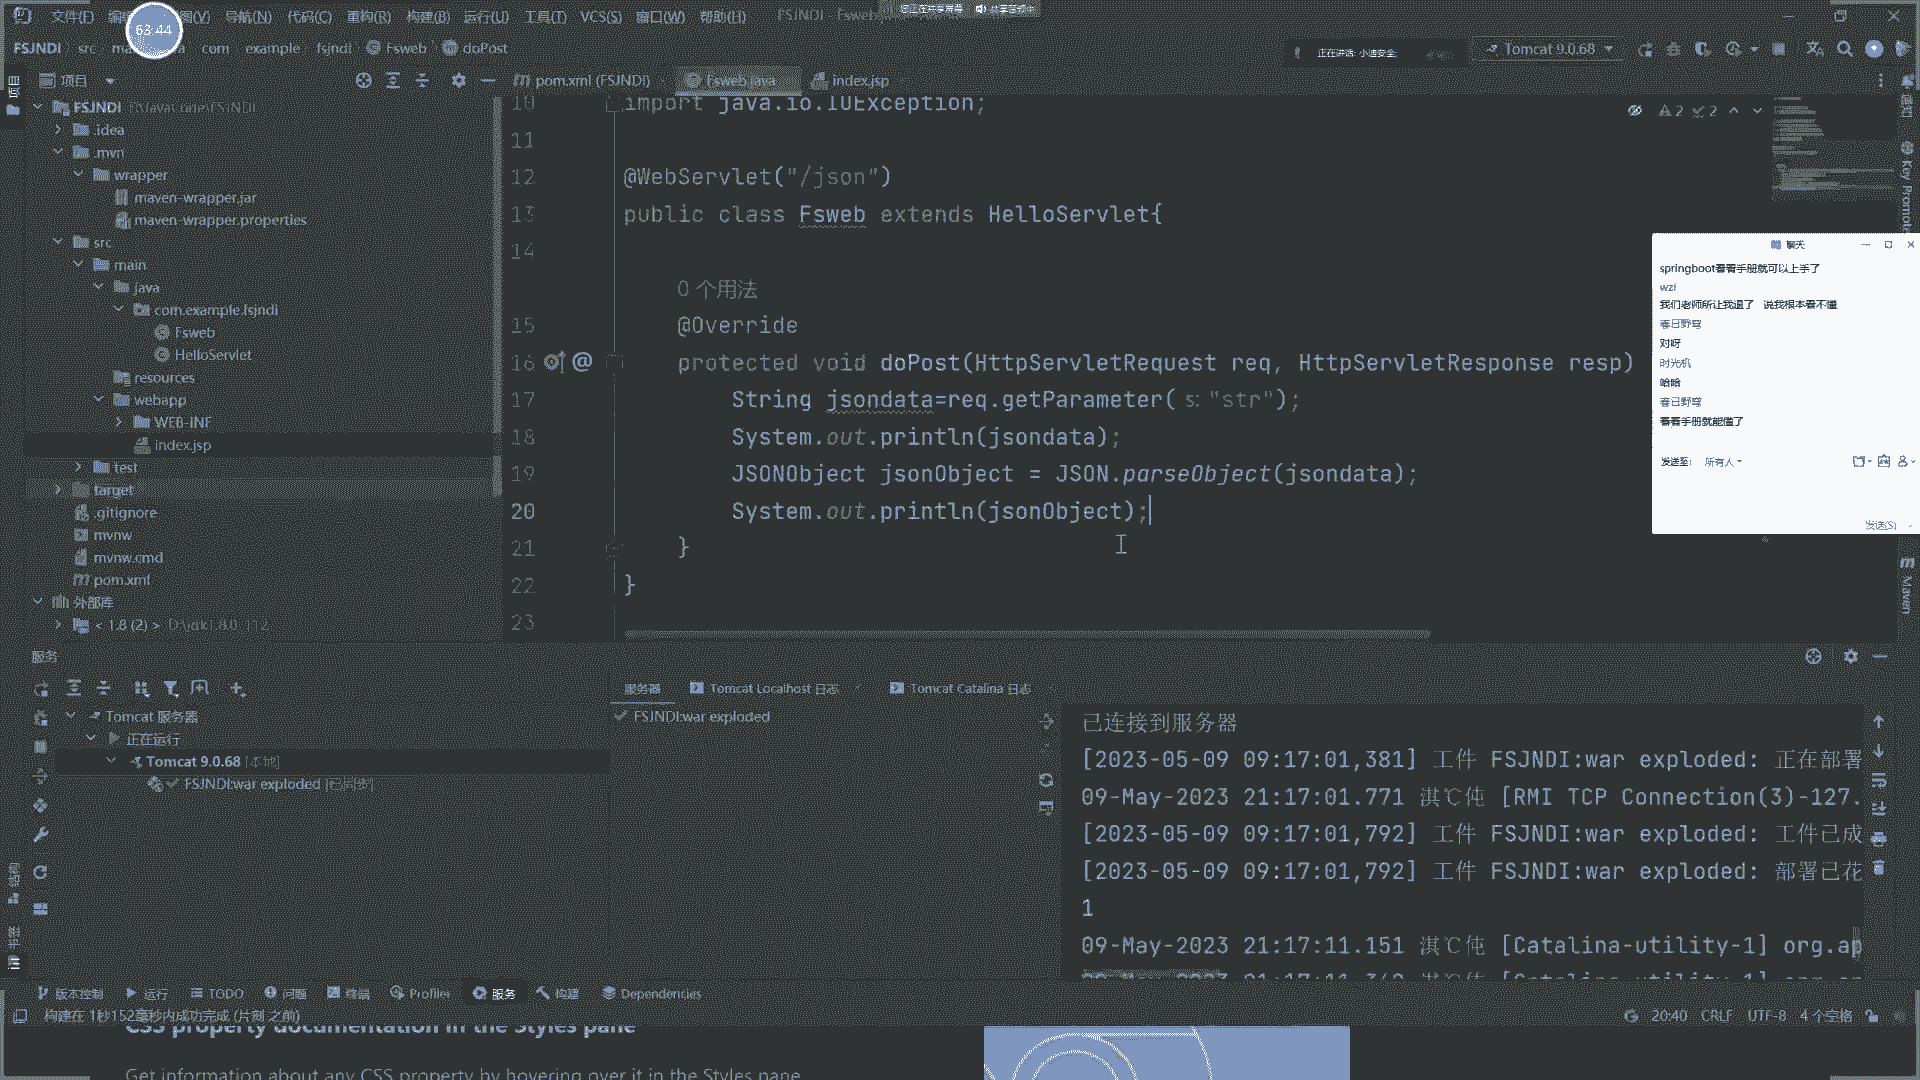 文件(F)
视图(V) 导航(N) 代码(C) 重构(R) 构建(B) 运行(U) 工具(T) VCS(S) 窗口(W) 帮助(H)
您正在共享屏幕
63:44
FSJNDI src com example fsjndi Fsweb doPost
正在讲话: 小迪安全;
Tomcat 9.0.68
项目
pom.xml (FSJNDI) Fsweb.java index.jsp
FSJNDI
.idea
.mvn
wrapper
maven-wrapper.jar
maven-wrapper.properties
src
main
java
com.example.fsjndi
Fsweb
HelloServlet
resources
webapp
WEB-INF
index.jsp
test
target
.gitignore
mvnw
mvnw.cmd
pom.xml
外部库
< 1.8 (2) > D:\jdk1.8.0_112
10 import java.io.IOException;
11
12 @WebServlet("/json")
13 public class Fsweb extends HelloServlet{
14
0 个用法
15 @Override
16 protected void doPost(HttpServletRequest req, HttpServletResponse resp)
17 String jsondata=req.getParameter( s: "str");
18 System.out.println(jsondata);
19 JSONObject jsonObject = JSON.parseObject(jsondata);
20 System.out.println(jsonObject);
21 }
22 }
23
2 2
Key Promoter
Maven
聊天
springboot看看手册就可以上手了
wzf
我们老师所让我退了 说我根本看不懂
春日野穹
对呀
时光机
哈哈
春日野穹
看看手册就能懂了
发送至: 所有人
发送(S)
服务
Tomcat 服务器
正在运行
Tomcat 9.0.68 [本地]
FSJNDI:war exploded [已同步]
服务器 Tomcat Localhost 日志 Tomcat Catalina 日志
FSJNDI:war exploded
已连接到服务器
[2023-05-09 09:17:01,381] 工件 FSJNDI:war exploded: 正在部署
09-May-2023 21:17:01.771 淇℃伅 [RMI TCP Connection(3)-127.
[2023-05-09 09:17:01,792] 工件 FSJNDI:war exploded: 工件已成
[2023-05-09 09:17:01,792] 工件 FSJNDI:war exploded: 部署已花
1
09-May-2023 21:17:11.151 淇℃伅 [Catalina-utility-1] org.ap
结构
书签
版本控制 运行 TODO 问题 终端 Profiler 服务 构建 Dependencies
构建在 1秒152毫秒内成功完成 (片刻 之前)
20:40 CRLF UTF-8 4 个空格
CSS property documentation in the Styles pane
Get information about any CSS property by hovering over it in the Styles pane